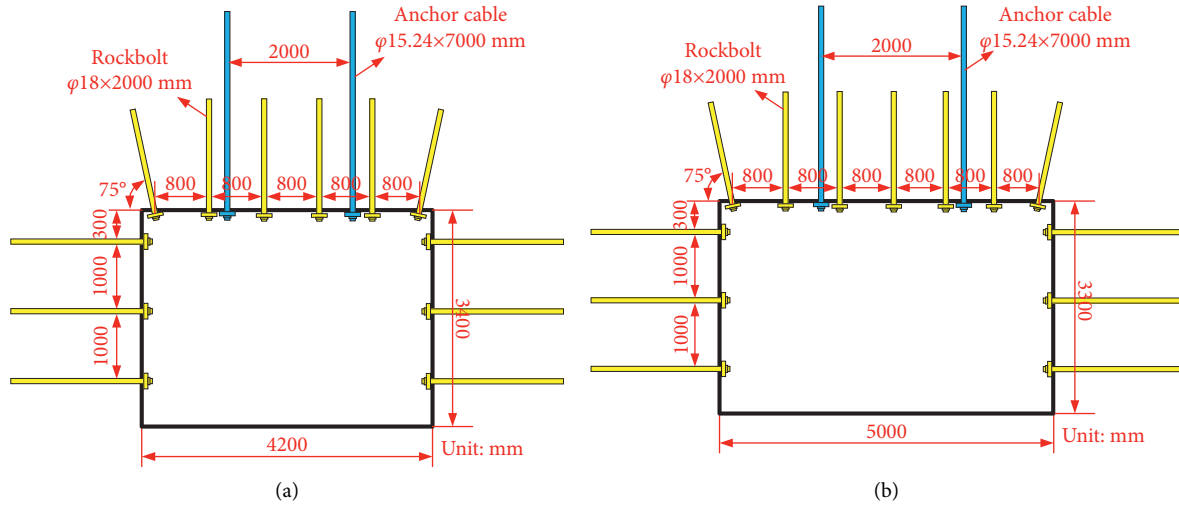 Anchor cable
φ15.24×7000 mm
2000
Rockbolt
φ18×2000 mm
75°
800 800 800 800 800
300
1000
1000
3400
4200
Unit: mm
(a)
Anchor cable
φ15.24×7000 mm
2000
Rockbolt
φ18×2000 mm
75°
800 800 800 800 800 800
300
1000
1000
3300
5000
Unit: mm
(b)